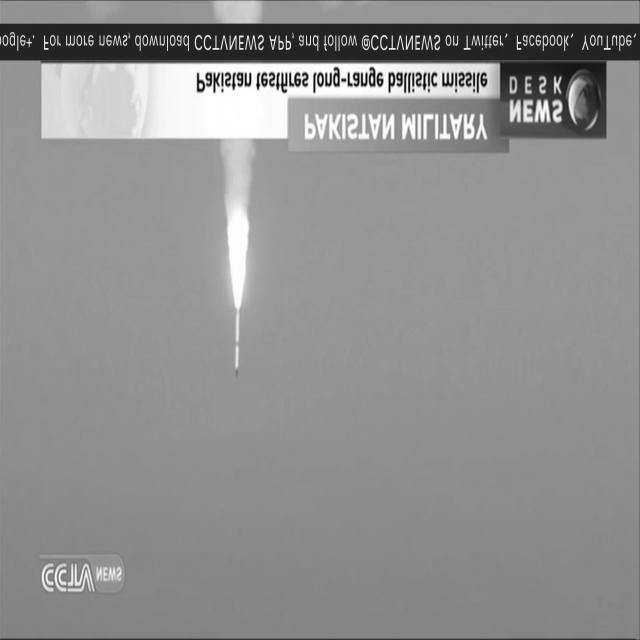 CCTV NEWS
PAKISTAN MILITARY
NEWS
DESK
Pakistan testfires long-range ballistic missile
oogle+. For more news, download CCTVNEWS APP, and follow @CCTVNEWS on Twitter, Facebook, YouTube,